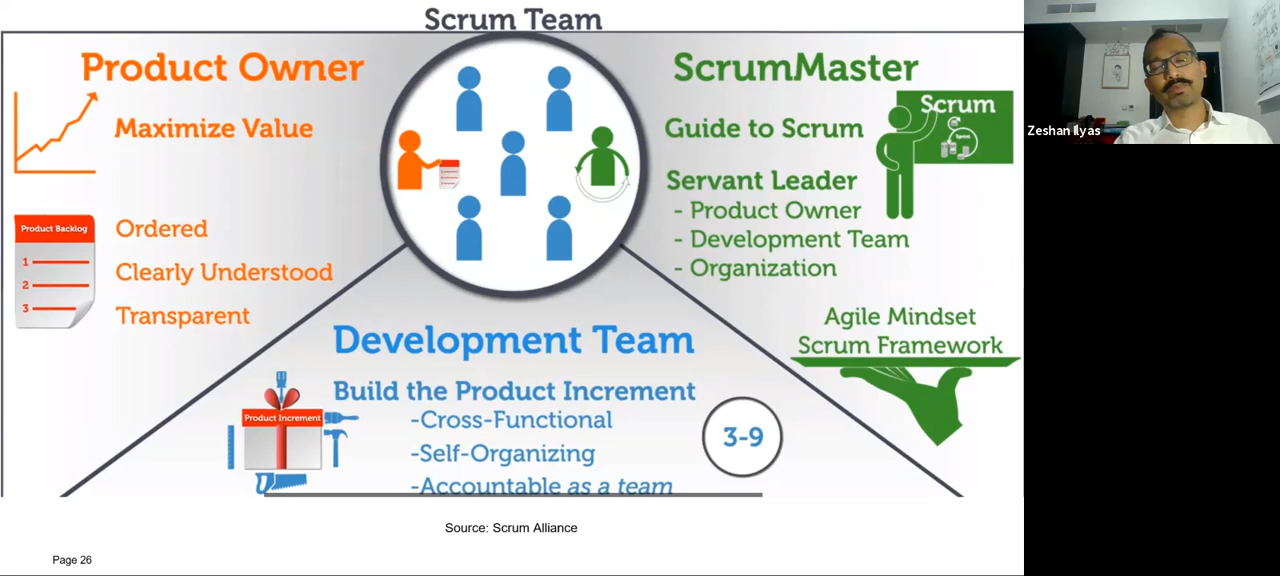 Scrum Team
Product Owner
Maximize Value
Product Backlog
1
2
3
Ordered
Clearly Understood
Transparent
ScrumMaster
Guide to Scrum
Scrum
Servant Leader
- Product Owner
- Development Team
- Organization
Agile Mindset
Scrum Framework
Development Team
Build the Product Increment
Product Increment
-Cross-Functional
-Self-Organizing
-Accountable as a team
3-9
Source: Scrum Alliance
Page 26
Zeshan Ilyas